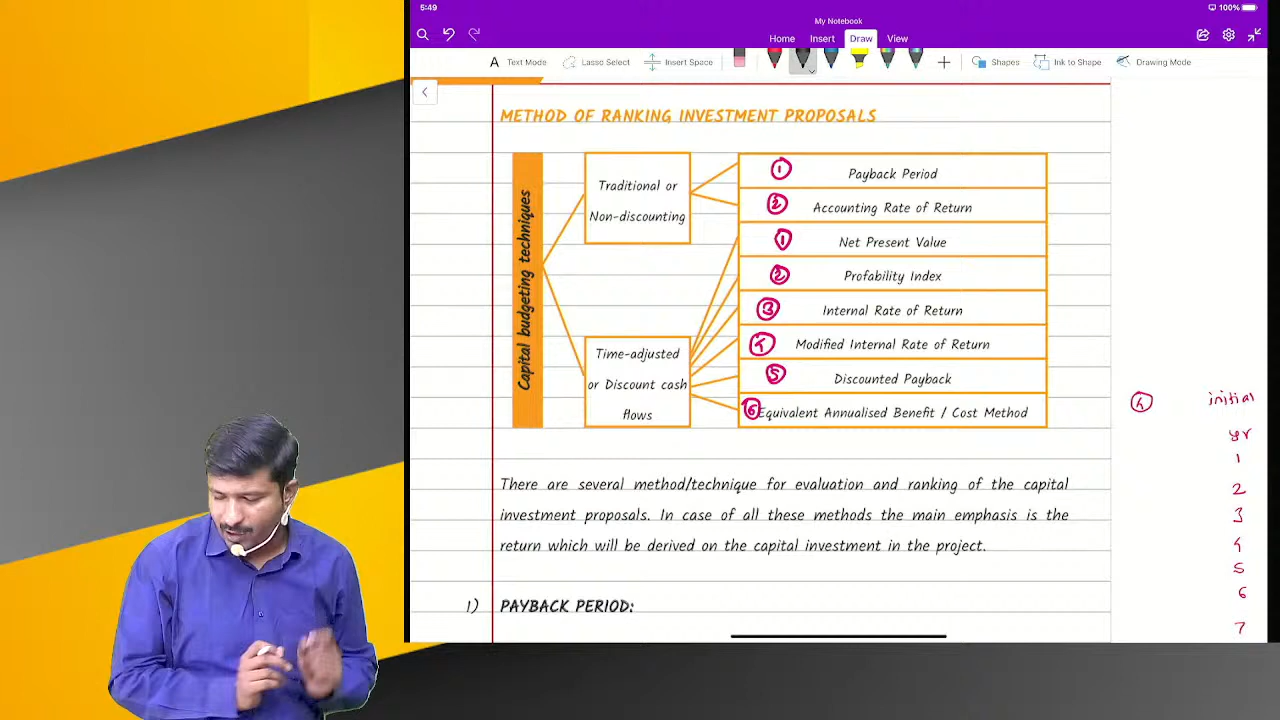 5:49
100%
My Notebook
Home Insert Draw View
Text Mode Lasso Select Insert Space Shapes Ink to Shape Drawing Mode
METHOD OF RANKING INVESTMENT PROPOSALS
Capital budgeting techniques
Traditional or
Non-discounting
Time-adjusted
or Discount cash
flows
1 Payback Period
2 Accounting Rate of Return
1 Net Present Value
2 Profability Index
3 Internal Rate of Return
4 Modified Internal Rate of Return
5 Discounted Payback
6 Equivalent Annualised Benefit / Cost Method
There are several method/technique for evaluation and ranking of the capital
investment proposals. In case of all these methods the main emphasis is the
return which will be derived on the capital investment in the project.
1) PAYBACK PERIOD:
initial
yr
1
2
3
4
5
6
7